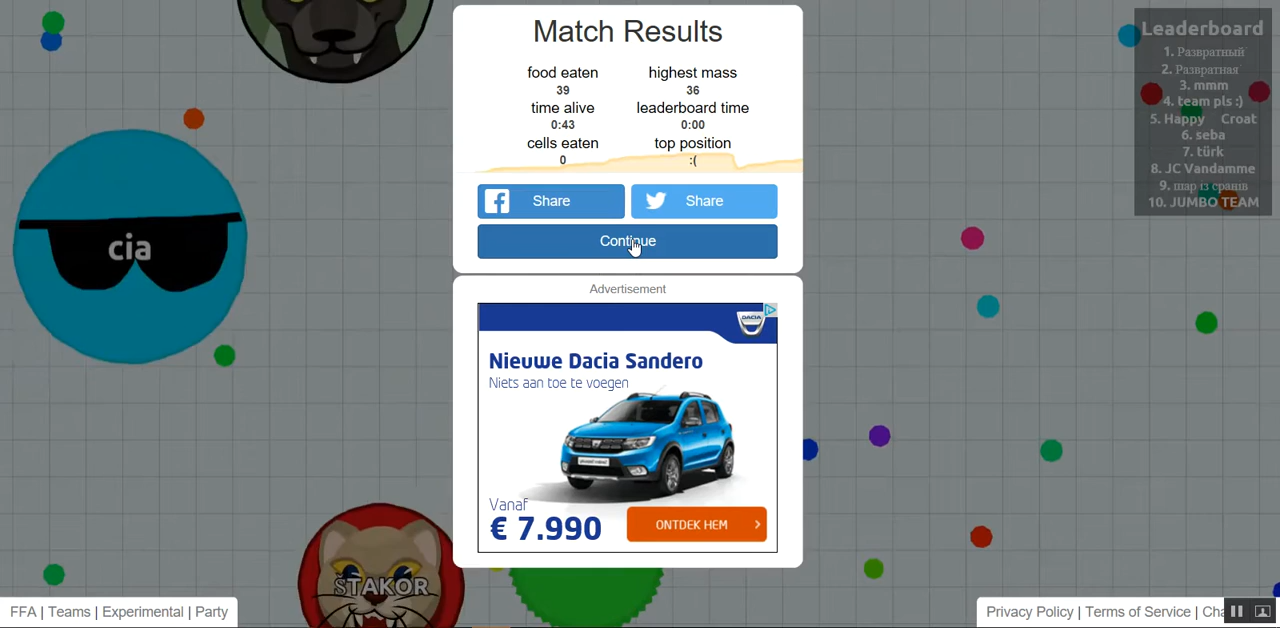 Match Results
food eaten
39
highest mass
36
time alive
0:43
leaderboard time
0:00
cells eaten
0
top position
:(
Share
Share
Continue
Advertisement
DACIA
Nieuwe Dacia Sandero
Niets aan toe te voegen
Vanaf
€ 7.990
ONTDEK HEM
cia
STAKOR
Leaderboard
1. Развратный
2. Развратная
3. mmm
4. team pls :)
5. Happy Croat
6. seba
7. türk
8. JC Vandamme
9. шар із сранів
10. JUMBO TEAM
FFA | Teams | Experimental | Party
Privacy Policy | Terms of Service | Cha